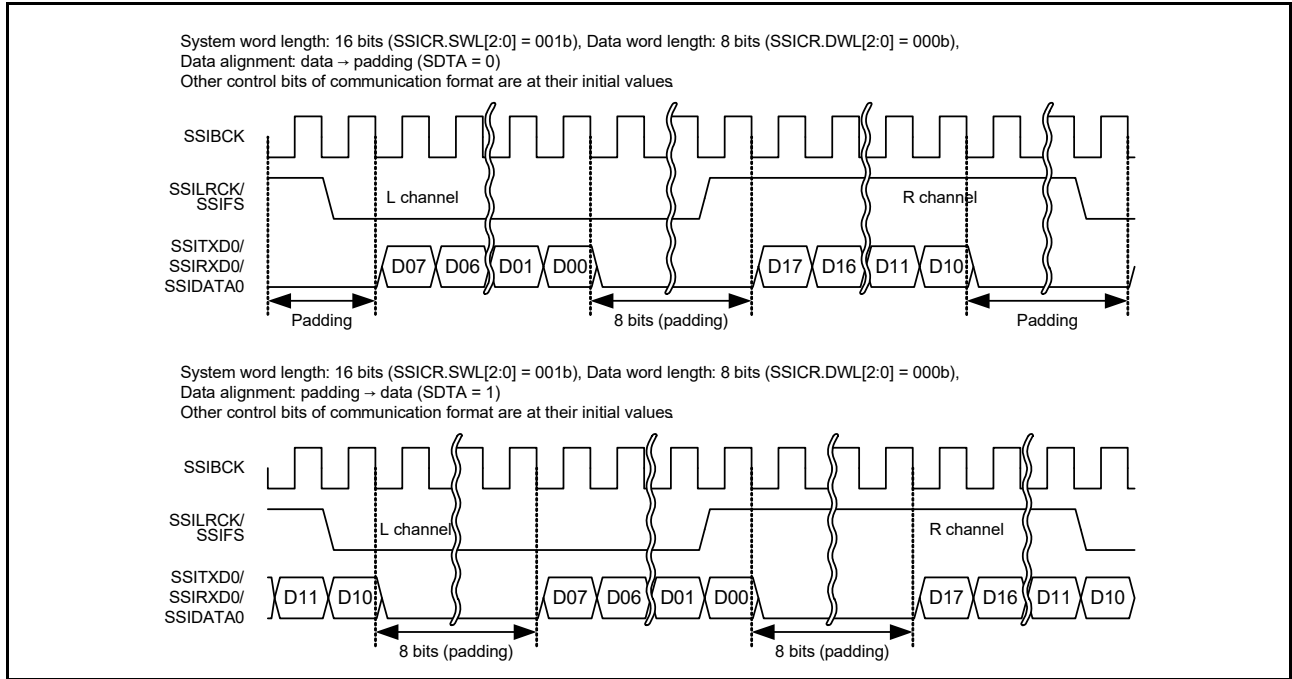 System word length: 16 bits (SSICR.SWL[2:0] = 001b), Data word length: 8 bits (SSICR.DWL[2:0] = 000b),
Data alignment: data → padding (SDTA = 0)
Other control bits of communication format are at their initial values
SSIBCK
SSILRCK/
SSIFS
L channel
R channel
SSITXD0/
SSIRXD0/
SSIDATA0
D07 D06 D01 D00 D17 D16 D11 D10
Padding 8 bits (padding) Padding
System word length: 16 bits (SSICR.SWL[2:0] = 001b), Data word length: 8 bits (SSICR.DWL[2:0] = 000b),
Data alignment: padding → data (SDTA = 1)
Other control bits of communication format are at their initial values
SSIBCK
SSILRCK/
SSIFS
L channel
R channel
SSITXD0/
SSIRXD0/
SSIDATA0
D11 D10 D07 D06 D01 D00 D17 D16 D11 D10
8 bits (padding) 8 bits (padding)